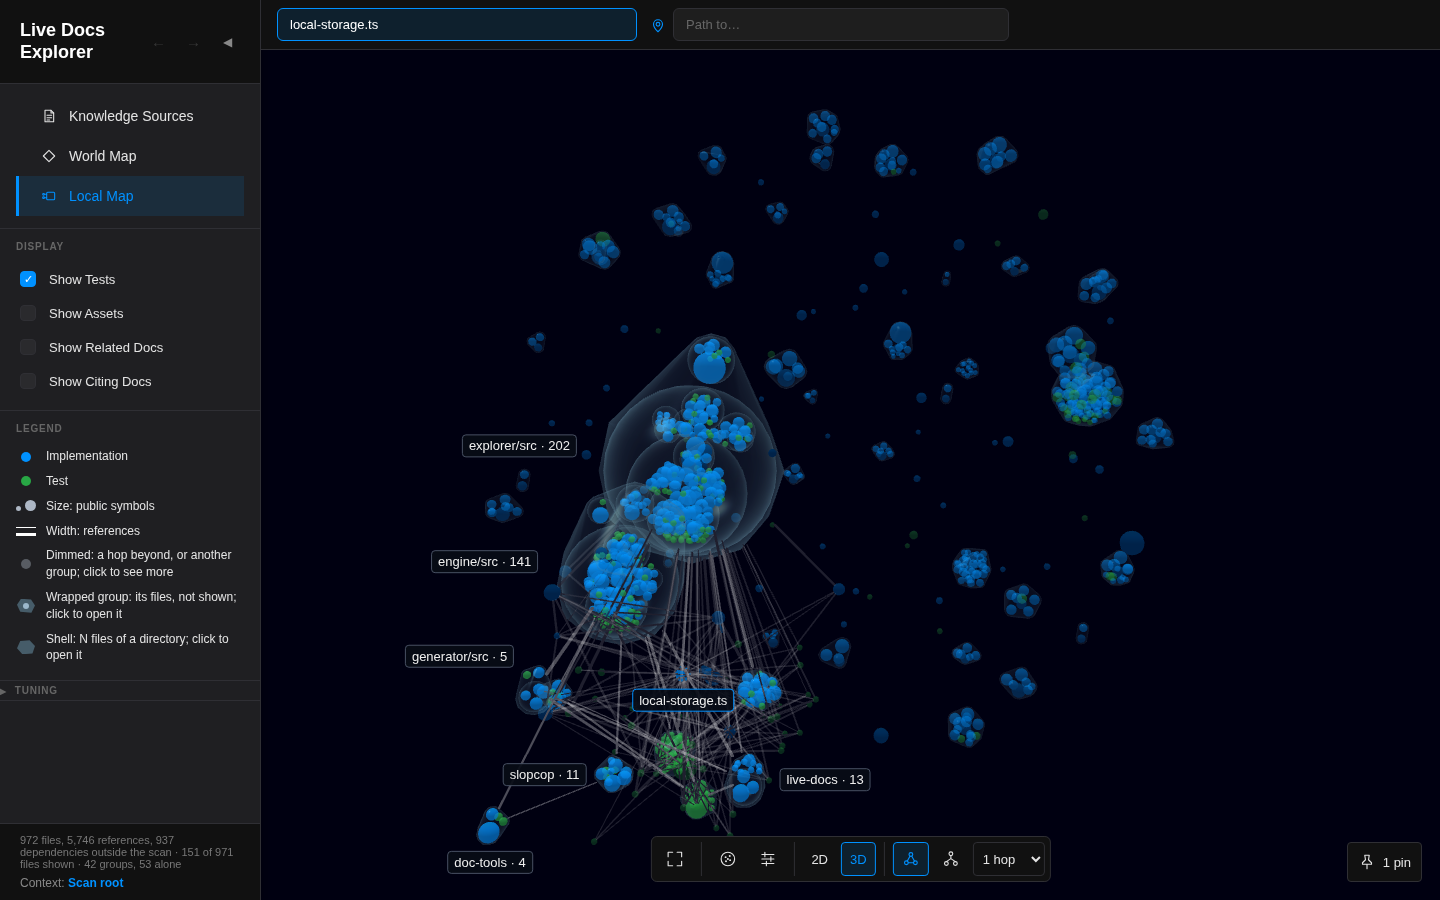 Live Docs
Explorer
local-storage.ts
Path to…
Knowledge Sources
World Map
Local Map
DISPLAY
Show Tests
Show Assets
Show Related Docs
Show Citing Docs
LEGEND
Implementation
Test
Size: public symbols
Width: references
Dimmed: a hop beyond, or another
group; click to see more
Wrapped group: its files, not shown;
click to open it
Shell: N files of a directory; click to
open it
TUNING
972 files, 5,746 references, 937
dependencies outside the scan · 151 of 971
files shown · 42 groups, 53 alone
Context: Scan root
explorer/src · 202
engine/src · 141
generator/src · 5
local-storage.ts
slopcop · 11
live-docs · 13
doc-tools · 4
2D
3D
1 hop
1 pin